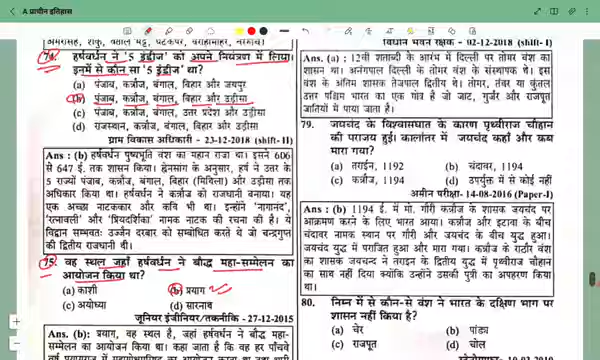 A प्राचीन इतिहास
अमरसिंह, शंकु, वेताल भट्ट, घटकर्पर, वराहमिहिर, वररुचि।
74. हर्षवर्धन ने '5 इंडीज' को अपने नियंत्रण में लिया। इनमें से कौन सा '5 इंडीज' था?
(a) पंजाब, कन्नौज, बंगाल, बिहार और जयपुर
(b) पंजाब, कन्नौज, बंगाल, बिहार और उड़ीसा
(c) पंजाब, कन्नौज, बंगाल, उत्तर प्रदेश और उड़ीसा
(d) राजस्थान, कन्नौज, बंगाल, बिहार और उड़ीसा
ग्राम विकास अधिकारी - 23-12-2018 (shift-II)
Ans : (b) हर्षवर्धन पुष्यभूति वंश का महान राजा था। इसने 606
से 647 ई. तक शासन किया। ह्वेनसांग के अनुसार, हर्ष ने उत्तर के
5 राज्यों पंजाब, कन्नौज, बंगाल, बिहार (मिथिला) और उड़ीसा तक
अधिकार किया था। हर्षवर्धन ने कन्नौज को राजधानी बनाया। यह
एक अच्छा नाटककार और कवि भी था। इन्होंने 'नागानंद',
'रत्नावली' और 'प्रियदर्शिका' नामक नाटक की रचना की है। ये
विद्वान सम्भवतः उज्जैन दरबार को सम्बोधित करते थे जो चन्द्रगुप्त
की द्वितीय राजधानी थी।
75. वह स्थल जहाँ हर्षवर्धन ने बौद्ध महा-सम्मेलन का
आयोजन किया था?
(a) काशी (b) प्रयाग
(c) अयोध्या (d) सारनाथ
जूनियर इंजीनियर/तकनीकि - 27-12-2015
Ans. (b): प्रयाग, वह स्थल है, जहाँ हर्षवर्धन ने बौद्ध महा-
सम्मेलन का आयोजन किया था। कहा जाता है कि वह हर पाँचवे
विधान भवन रक्षक - 02-12-2018 (shift-I)
Ans. (a) : 12वीं शताब्दी के आरंभ में दिल्ली पर तोमर वंश का
शासन था। अनंगपाल दिल्ली के तोमर वंश के संस्थापक थे। इस
वंश के अंतिम शासक तेजपाल द्वितीय थे। तोमर, तंवर या कुंतल
उत्तर पश्चिम भारत का एक गोत्र है जो जाट, गुर्जर और राजपूत
जातियों में पाया जाता है।
79. जयचंद के विश्वासघात के कारण पृथ्वीराज चौहान
की पराजय हुई। कालांतर में जयचंद कहाँ और कब
मारा गया?
(a) तराईन, 1192 (b) चंदावर, 1194
(c) कन्नौज, 1194 (d) उपर्युक्त में से कोई नहीं
अमीन परीक्षा- 14-08-2016 (Paper-I)
Ans : (b) 1194 ई. में मो. गौरी कन्नौज के शासक जयचंद पर
आक्रमण करने के लिए भारत आया। कन्नौज और इटावा के बीच
चंदावर नामक स्थान पर गौरी और जयचंद के बीच युद्ध हुआ।
जयचंद युद्ध में पराजित हुआ और मारा गया। कन्नौज के राठौर वंश
का शासक जयचन्द ने तराइन के द्वितीय युद्ध में पृथ्वीराज चौहान
का साथ नहीं दिया क्योंकि उन्होंने उसकी पुत्री का अपहरण किया
था।
80. निम्न में से कौन-से वंश ने भारत के दक्षिण भाग पर
शासन नहीं किया है?
(a) चेर (b) पांड्य
(c) राजपूत (d) चोल